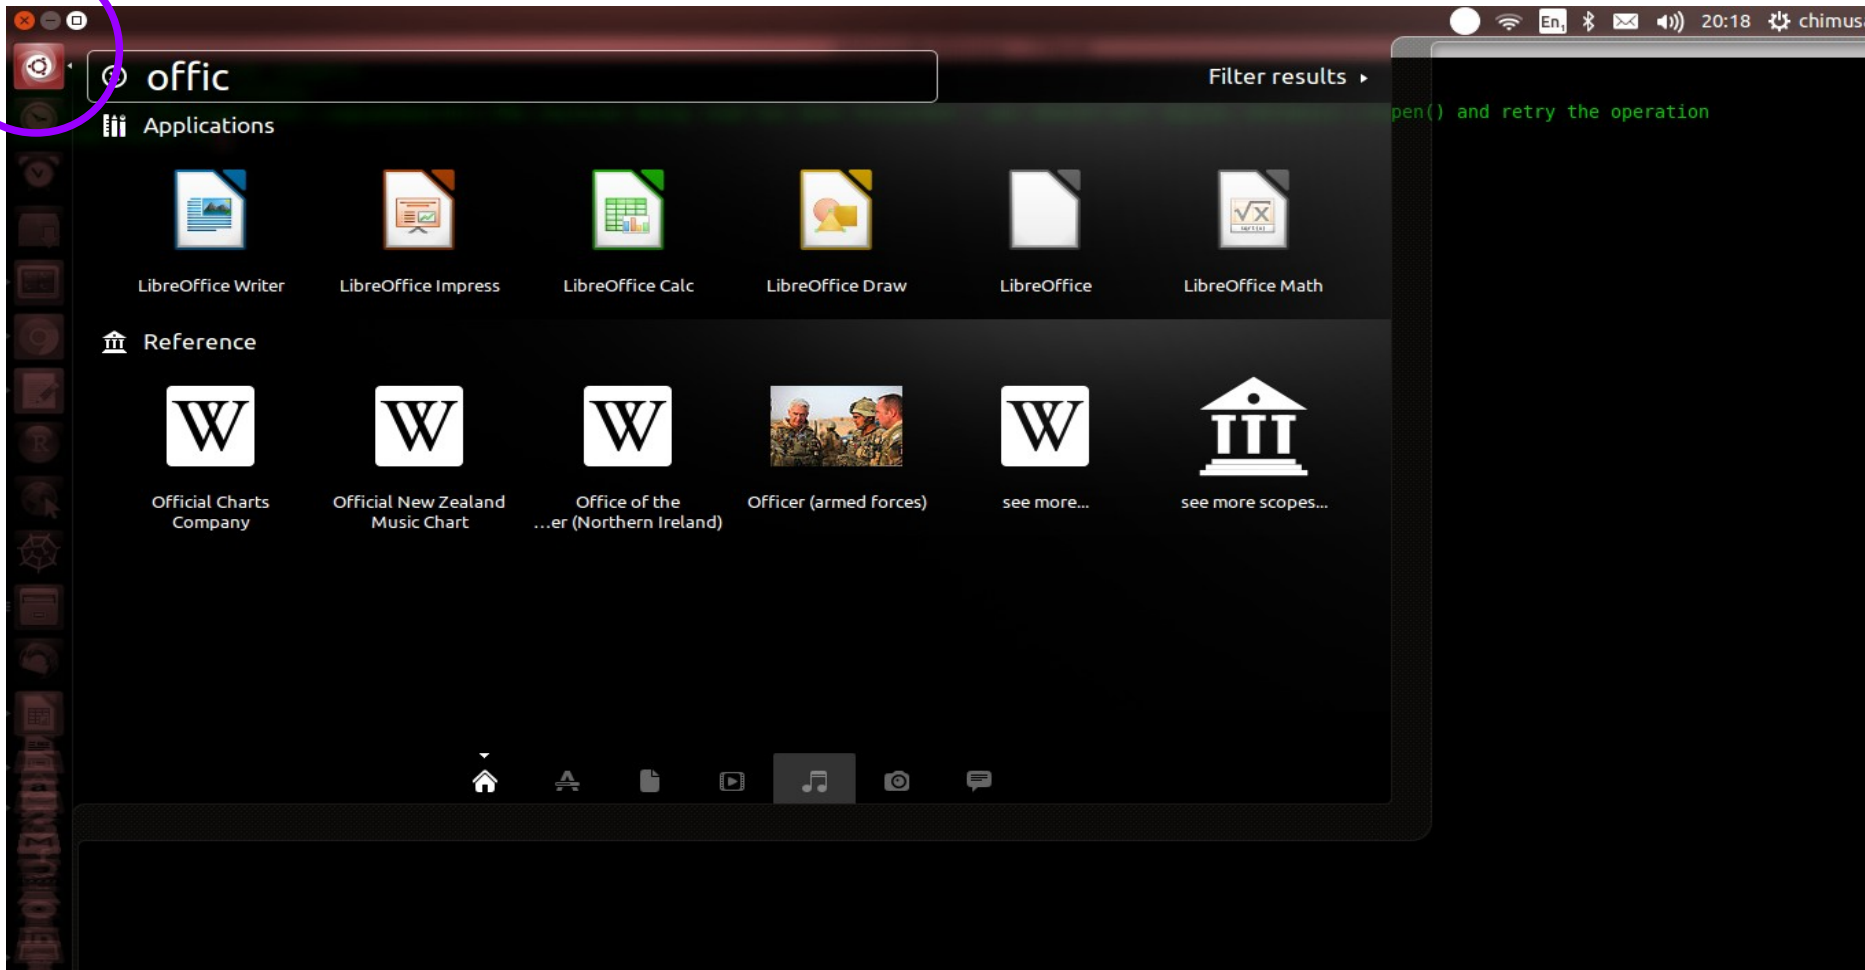 En₁ 20:18 chimus
offic
Filter results
pen() and retry the operation
Applications
LibreOffice Writer
LibreOffice Impress
LibreOffice Calc
LibreOffice Draw
LibreOffice
LibreOffice Math
Reference
Official Charts
Company
Official New Zealand
Music Chart
Office of the
…er (Northern Ireland)
Officer (armed forces)
see more...
see more scopes...